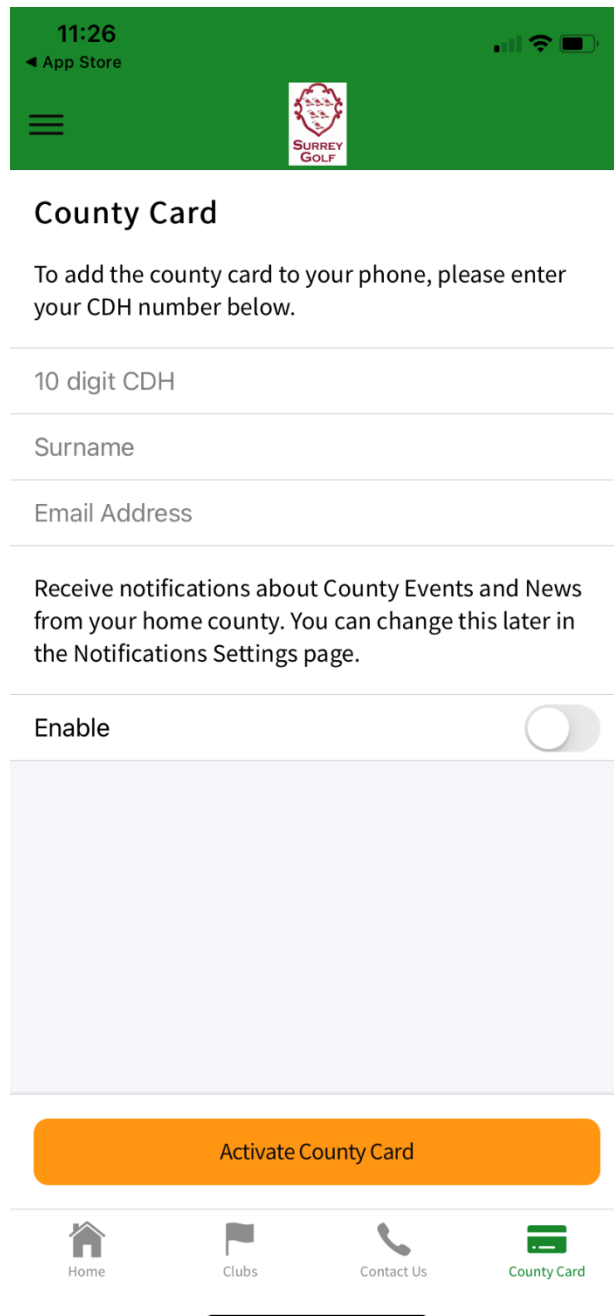 11:26
◀ App Store
SURREY
GOLF
County Card
To add the county card to your phone, please enter
your CDH number below.
10 digit CDH
Surname
Email Address
Receive notifications about County Events and News
from your home county. You can change this later in
the Notifications Settings page.
Enable
Activate County Card
Home
Clubs
Contact Us
County Card